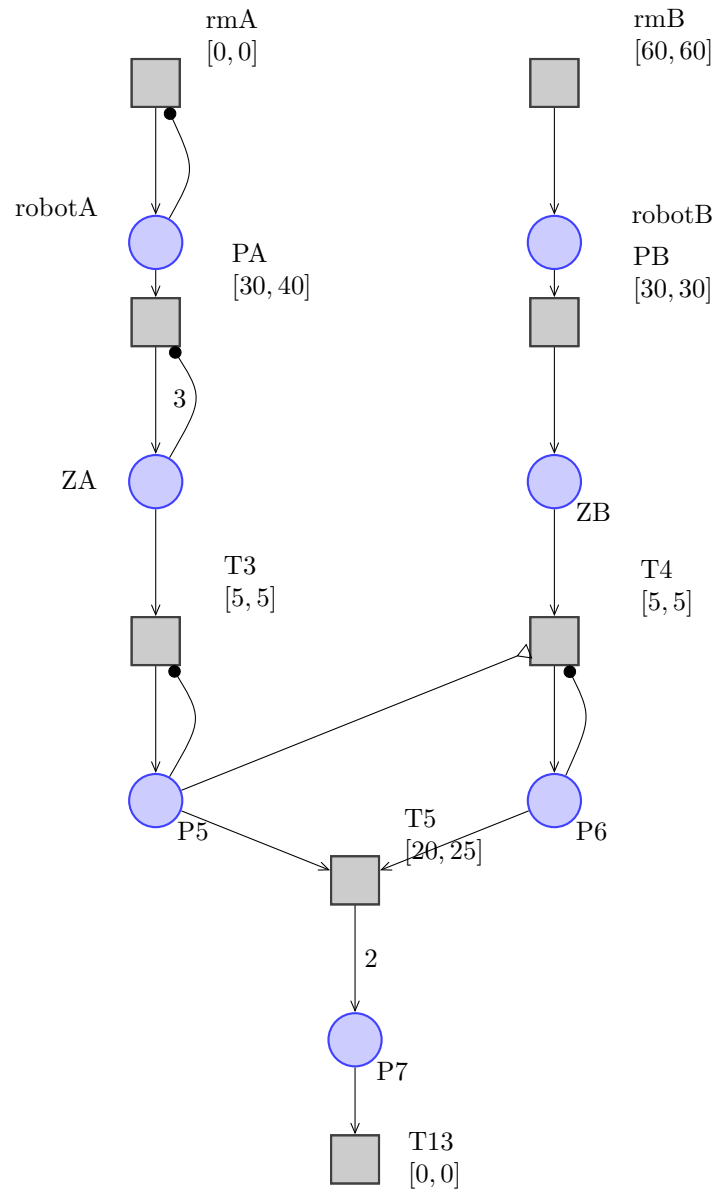 rmA
[0, 0]
rmB
[60, 60]
robotA
robotB
PA
[30, 40]
PB
[30, 30]
3
ZA
ZB
T3
[5, 5]
T4
[5, 5]
P5
P6
T5
[20, 25]
2
P7
T13
[0, 0]